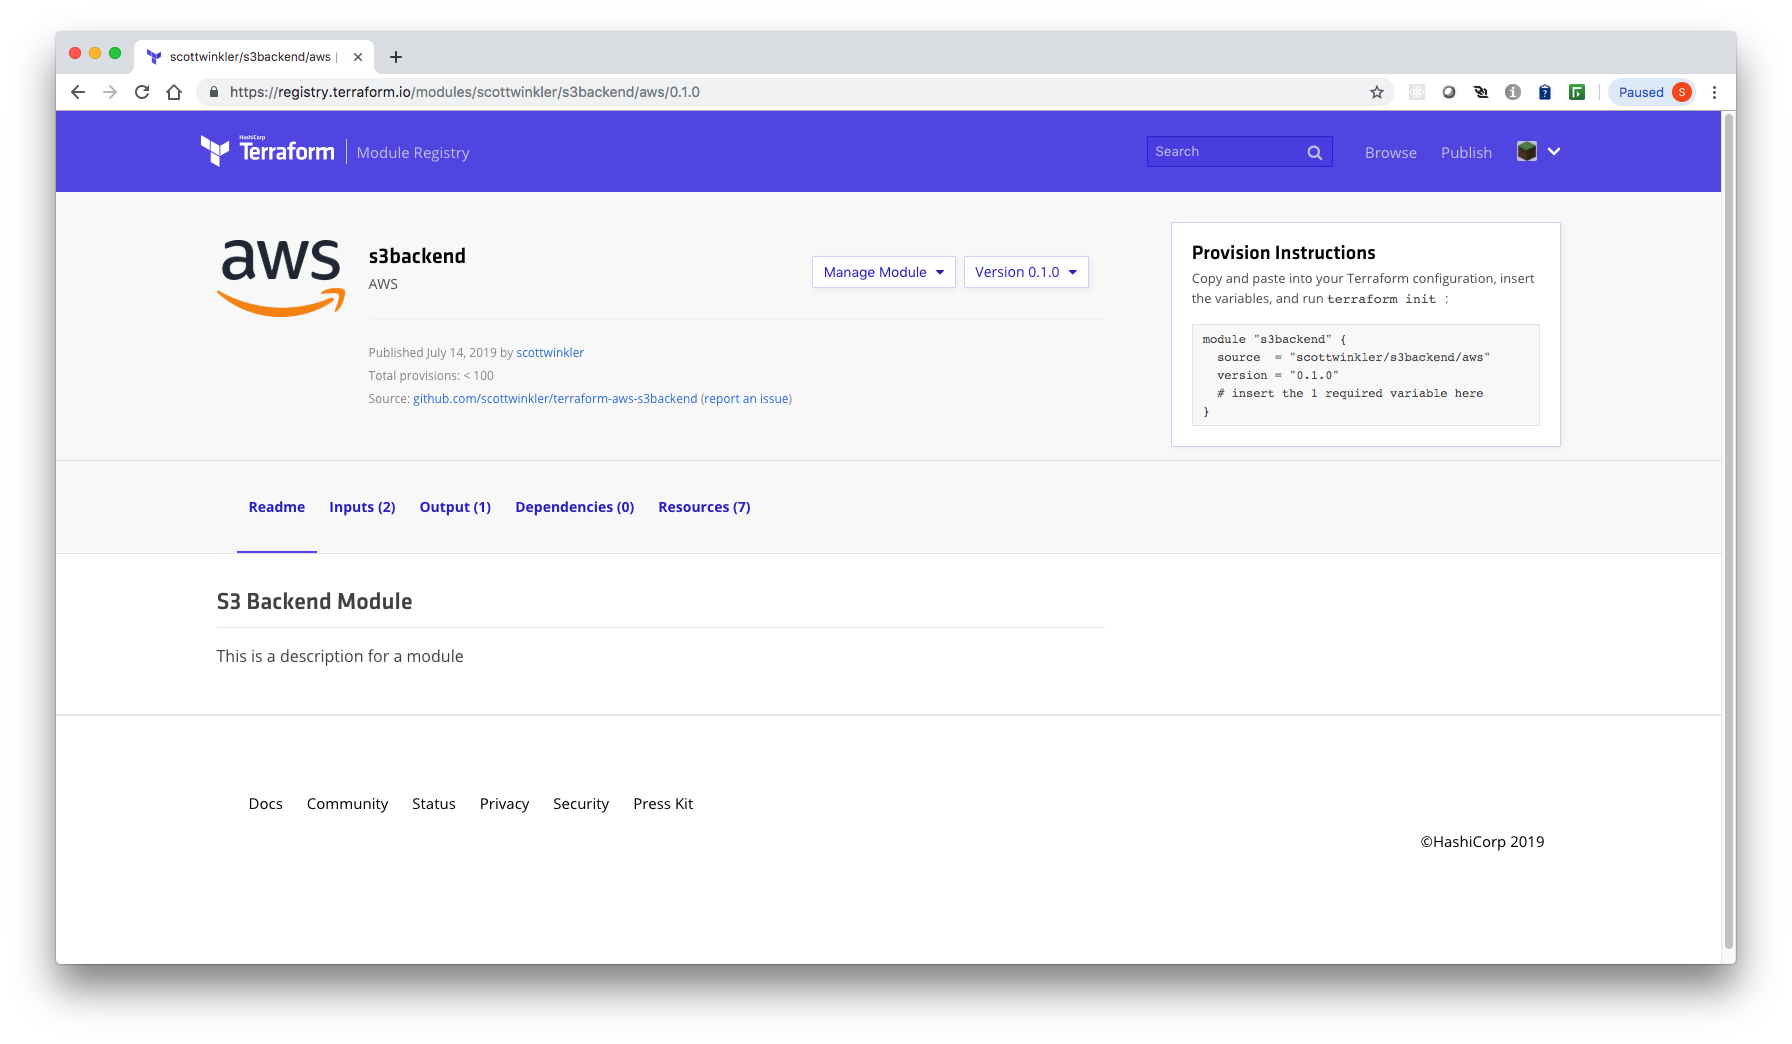 scottwinkler/s3backend/aws |
https://registry.terraform.io/modules/scottwinkler/s3backend/aws/0.1.0
Paused S
HashiCorp
Terraform Module Registry
Search
Browse Publish
aws
s3backend
AWS
Manage Module
Version 0.1.0
Published July 14, 2019 by scottwinkler
Total provisions: < 100
Source: github.com/scottwinkler/terraform-aws-s3backend (report an issue)
Provision Instructions
Copy and paste into your Terraform configuration, insert
the variables, and run terraform init :
module "s3backend" {
  source  = "scottwinkler/s3backend/aws"
  version = "0.1.0"
  # insert the 1 required variable here
}
Readme Inputs (2) Output (1) Dependencies (0) Resources (7)
S3 Backend Module
This is a description for a module
Docs Community Status Privacy Security Press Kit
©HashiCorp 2019